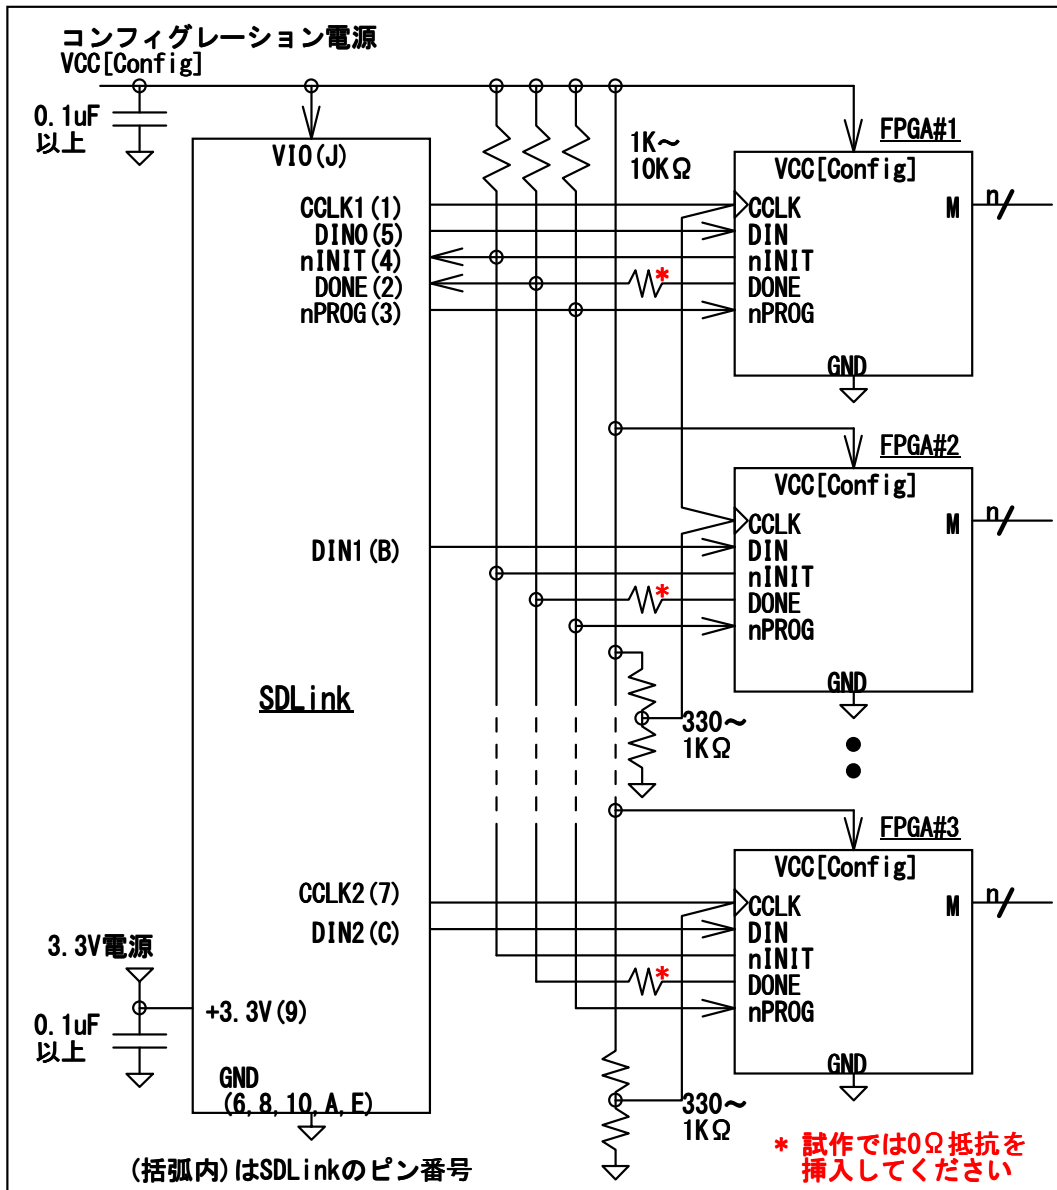 コンフィグレーション電源
VCC[Config]
0.1uF
以上
VIO(J)
CCLK1(1)
DIN0(5)
nINIT(4)
DONE(2)
nPROG(3)
1K～
10KΩ
*
FPGA#1
VCC[Config]
CCLK
DIN
nINIT
DONE
nPROG
M
n
GND
FPGA#2
VCC[Config]
CCLK
DIN
nINIT
DONE
nPROG
M
n
GND
DIN1(B)
*
SDLink
330～
1KΩ
FPGA#3
VCC[Config]
CCLK
DIN
nINIT
DONE
nPROG
M
n
GND
CCLK2(7)
DIN2(C)
*
3.3V電源
+3.3V(9)
0.1uF
以上
GND
(6,8,10,A,E)
330～
1KΩ
(括弧内)はSDLinkのピン番号
* 試作では0Ω抵抗を
挿入してください